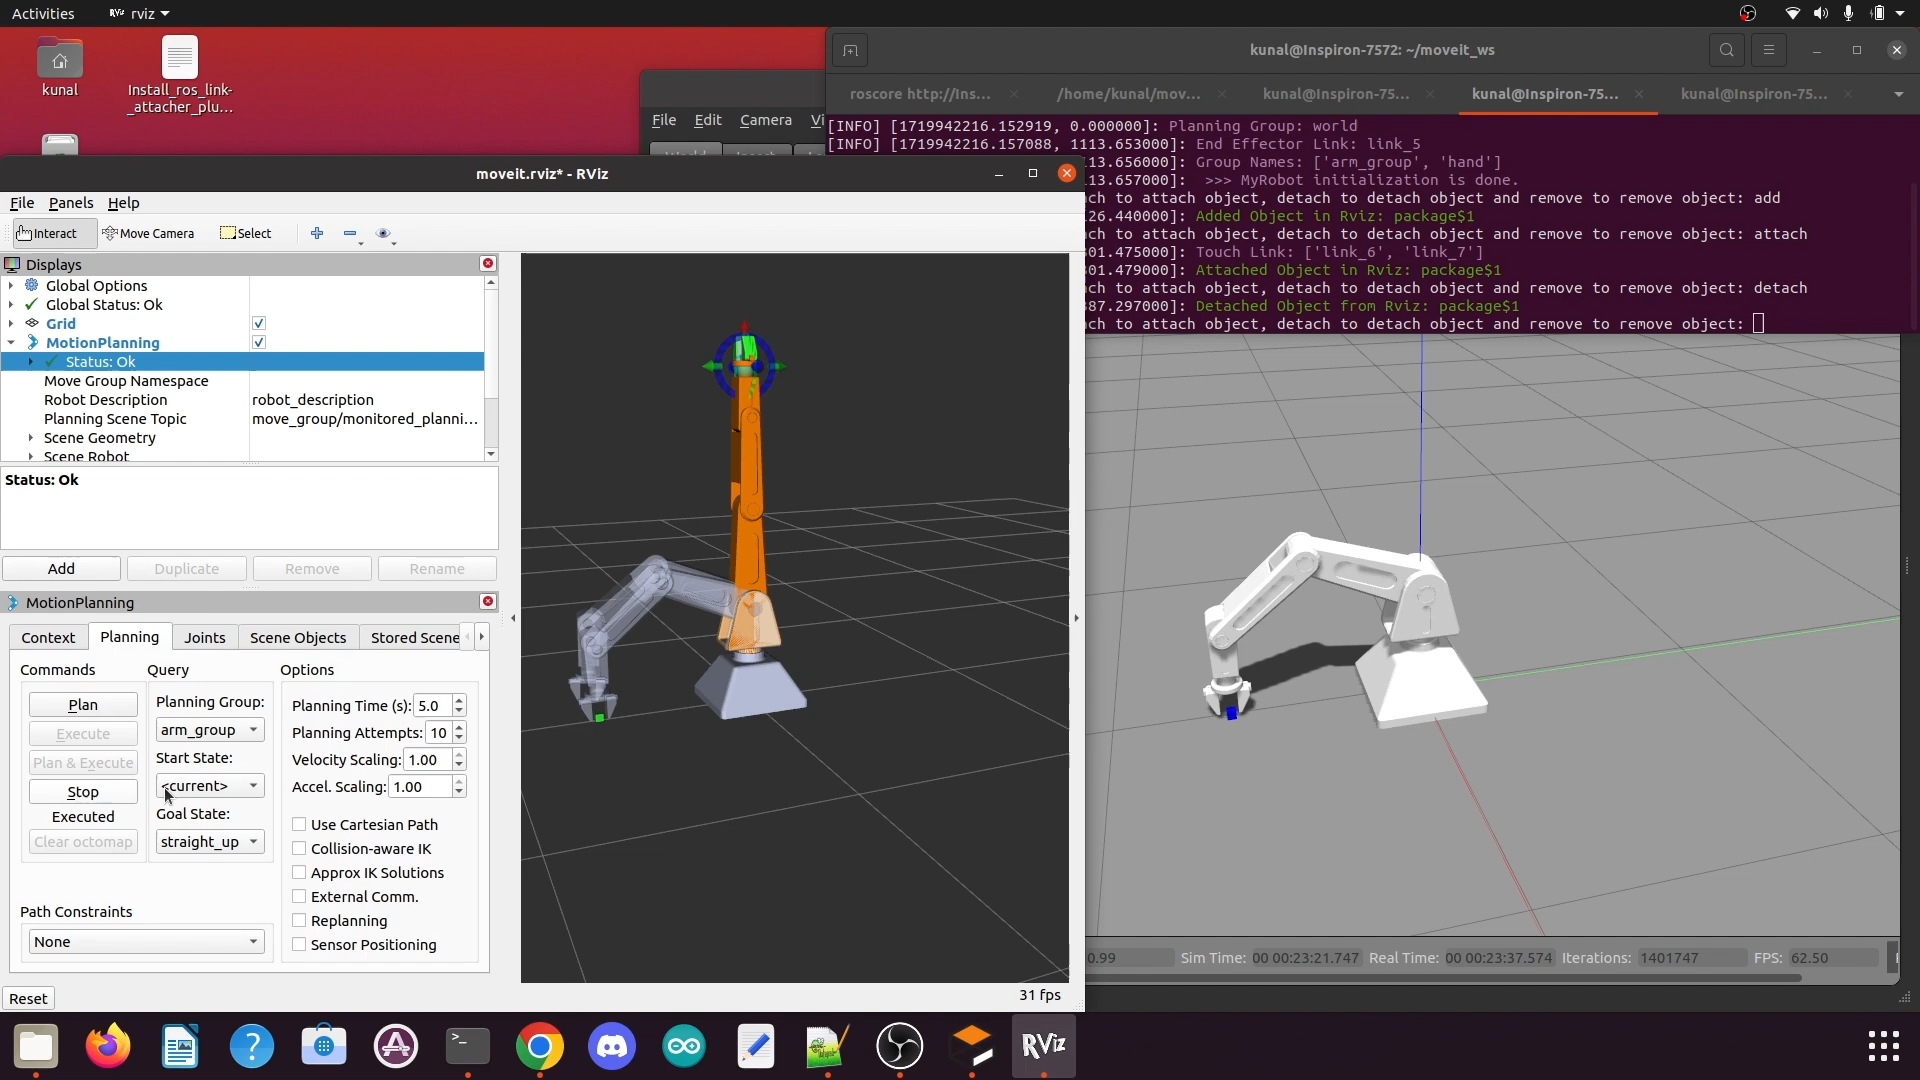 Activities
rviz
kunal
Install_ros_link-
_attacher_plu...
kunal@Inspiron-7572: ~/moveit_ws
File Edit Camera
roscore http://Ins...
/home/kunal/mov...
kunal@Inspiron-75...
kunal@Inspiron-75...
kunal@Inspiron-75...
[INFO] [1719942216.152919, 0.000000]: Planning Group: world
[INFO] [1719942216.157088, 1113.653000]: End Effector Link: link_5
13.656000]: Group Names: ['arm_group', 'hand']
13.657000]: >>> MyRobot initialization is done.
ch to attach object, detach to detach object and remove to remove object: add
26.440000]: Added Object in Rviz: package$1
ch to attach object, detach to detach object and remove to remove object: attach
01.475000]: Touch Link: ['link_6', 'link_7']
01.479000]: Attached Object in Rviz: package$1
ch to attach object, detach to detach object and remove to remove object: detach
87.297000]: Detached Object from Rviz: package$1
ch to attach object, detach to detach object and remove to remove object:
moveit.rviz* - RViz
File Panels Help
Interact
Move Camera
Select
Displays
Global Options
Global Status: Ok
Grid
MotionPlanning
Status: Ok
Move Group Namespace
Robot Description robot_description
Planning Scene Topic move_group/monitored_planni...
Scene Geometry
Scene Robot
Status: Ok
Add
Duplicate
Remove
Rename
MotionPlanning
Context
Planning
Joints
Scene Objects
Stored Scene
Commands
Plan
Execute
Plan & Execute
Stop
Executed
Clear octomap
Query
Planning Group:
arm_group
Start State:
<current>
Goal State:
straight_up
Options
Planning Time (s): 5.0
Planning Attempts: 10
Velocity Scaling: 1.00
Accel. Scaling: 1.00
Use Cartesian Path
Collision-aware IK
Approx IK Solutions
External Comm.
Replanning
Sensor Positioning
Path Constraints
None
Reset
31 fps
0.99
Sim Time: 00 00:23:21.747
Real Time: 00 00:23:37.574
Iterations: 1401747
FPS: 62.50
RViz